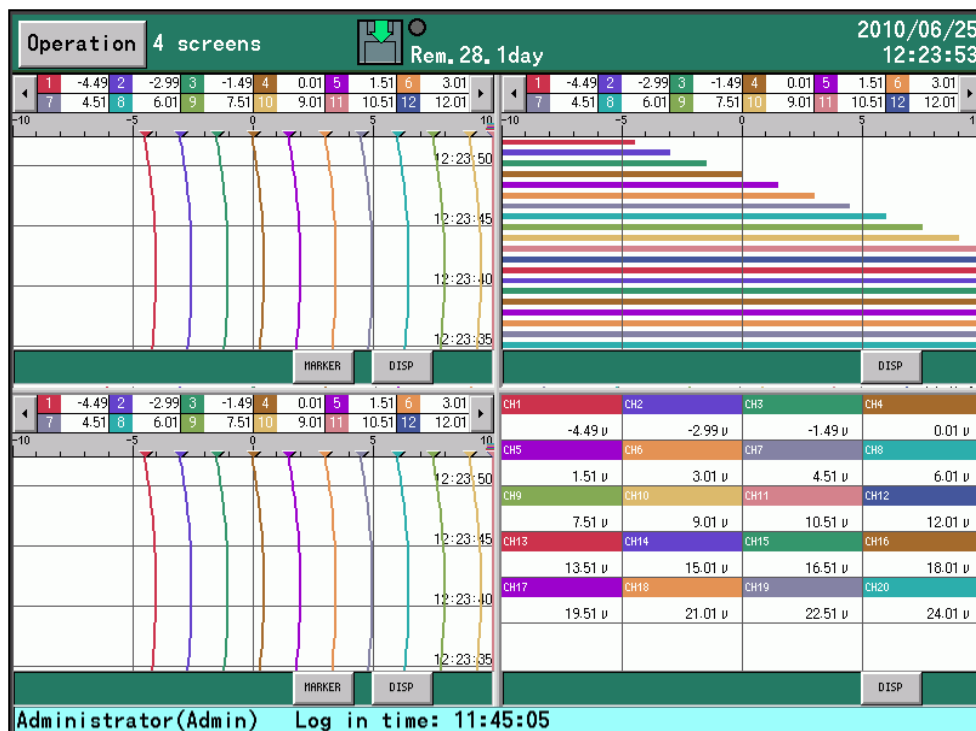 Operation 4 screens Rem.28.1day 2010/06/25 12:23:53
1 -4.49 2 -2.99 3 -1.49 4 0.01 5 1.51 6 3.01
7 4.51 8 6.01 9 7.51 10 9.01 11 10.51 12 12.01
-10 -5 0 5 10
12:23:50
12:23:45
12:23:40
12:23:35
MARKER DISP
1 -4.49 2 -2.99 3 -1.49 4 0.01 5 1.51 6 3.01
7 4.51 8 6.01 9 7.51 10 9.01 11 10.51 12 12.01
-10 -5 0 5
DISP
1 -4.49 2 -2.99 3 -1.49 4 0.01 5 1.51 6 3.01
7 4.51 8 6.01 9 7.51 10 9.01 11 10.51 12 12.01
-10 -5 0 5 10
12:23:50
12:23:45
12:23:40
12:23:35
MARKER DISP
CH1 CH2 CH3 CH4
-4.49 υ -2.99 υ -1.49 υ 0.01 υ
CH5 CH6 CH7 CH8
1.51 υ 3.01 υ 4.51 υ 6.01 υ
CH9 CH10 CH11 CH12
7.51 υ 9.01 υ 10.51 υ 12.01 υ
CH13 CH14 CH15 CH16
13.51 υ 15.01 υ 16.51 υ 18.01 υ
CH17 CH18 CH19 CH20
19.51 υ 21.01 υ 22.51 υ 24.01 υ
DISP
Administrator(Admin) Log in time: 11:45:05